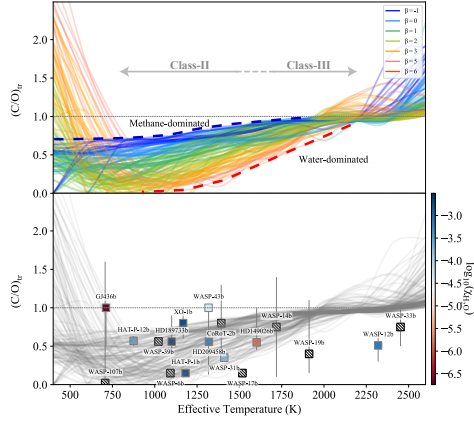 2.5
2.0
1.5
1.0
0.5
0.0
(C/O)tr
Class-II
Class-III
Methane-dominated
Water-dominated
β = -1
β = 0
β = 1
β = 2
β = 3
β = 5
β = 6
2.0
1.5
1.0
0.5
0.0
(C/O)tr
GJ436b
XO-1b
WASP-43b
HAT-P-12b
HD189733b
CoRoT-2b
HD149026b
WASP-14b
WASP-33b
WASP-39b
HD209458b
WASP-19b
WASP-12b
WASP-107b
HAT-P-1b
WASP-31b
WASP-6b
WASP-17b
500
750
1000
1250
1500
1750
2000
2250
2500
Effective Temperature (K)
−3.0
−3.5
−4.0
−4.5
−5.0
−5.5
−6.0
−6.5
log10(χH2O)